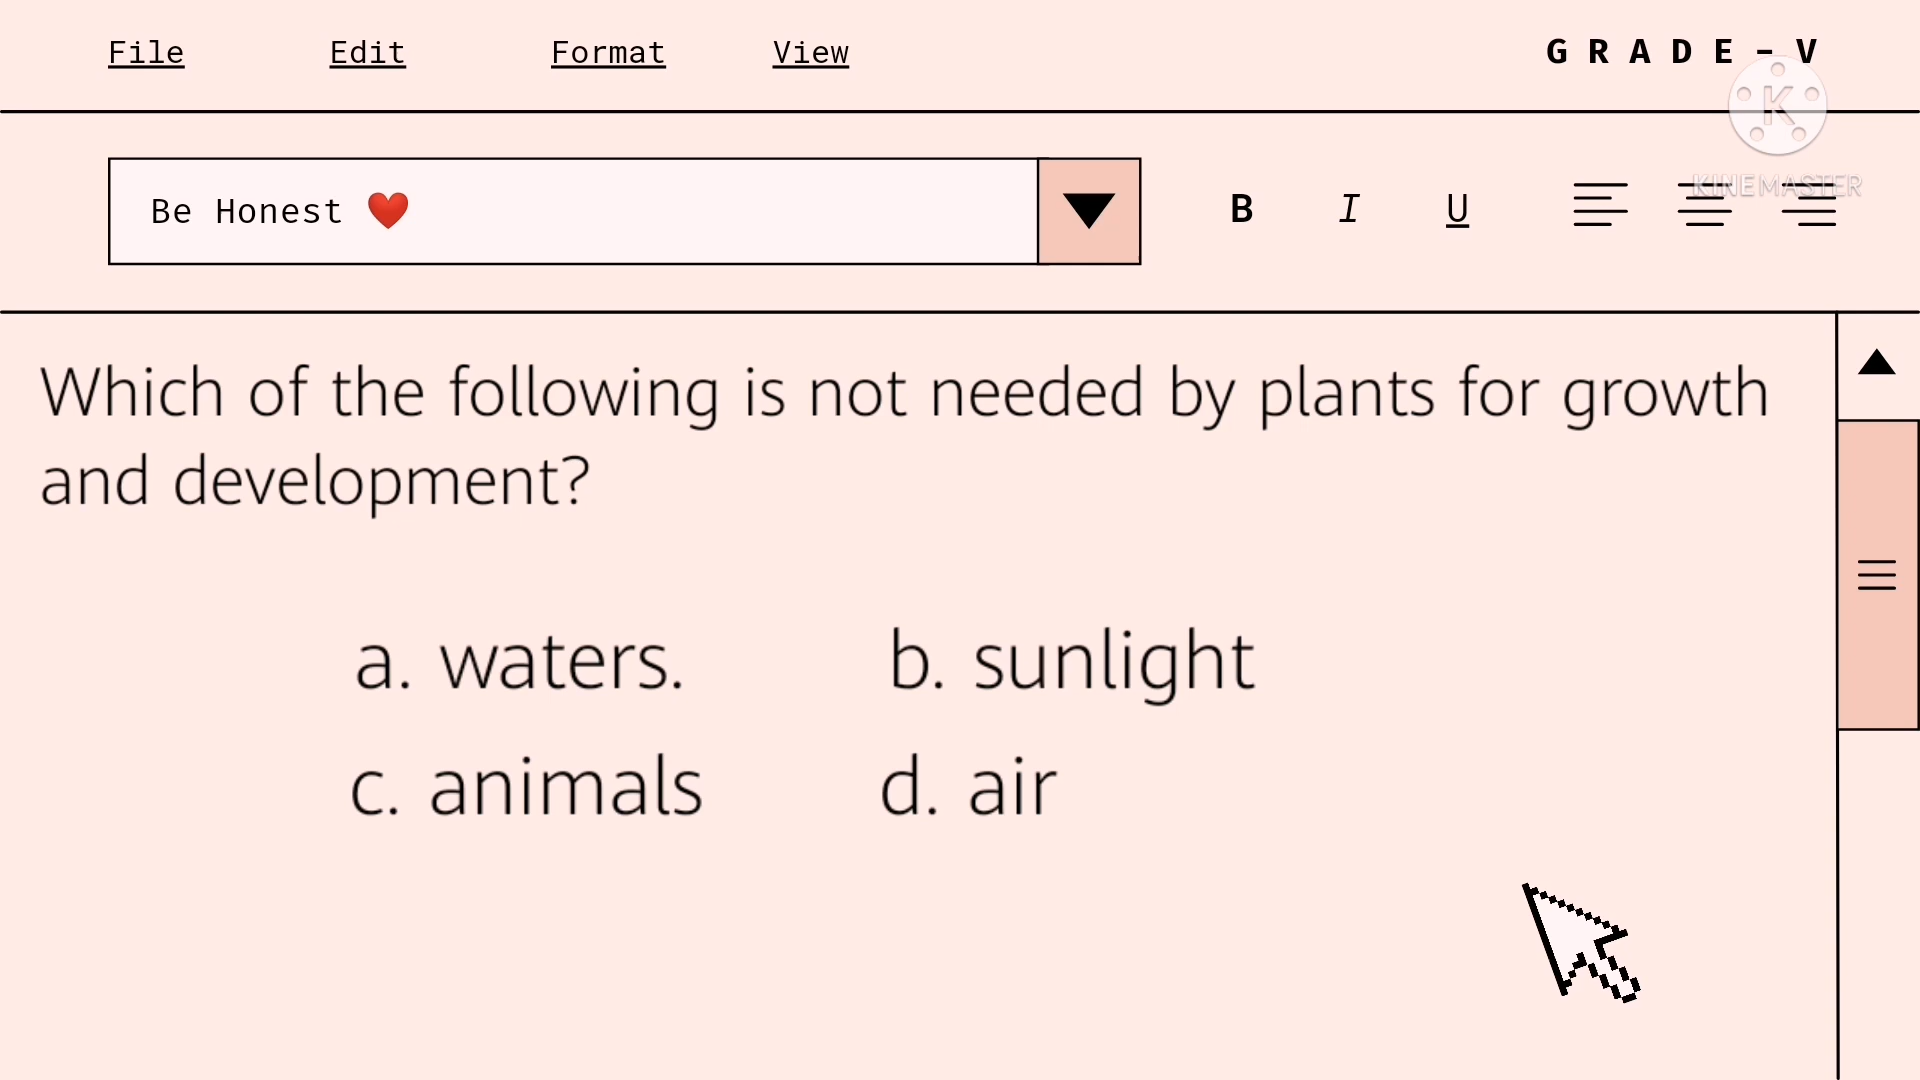 File Edit Format View GRADE-V
K
KINEMASTER
Be Honest ❤️ B I U
Which of the following is not needed by plants for growth
and development?
a. waters. b. sunlight
c. animals d. air